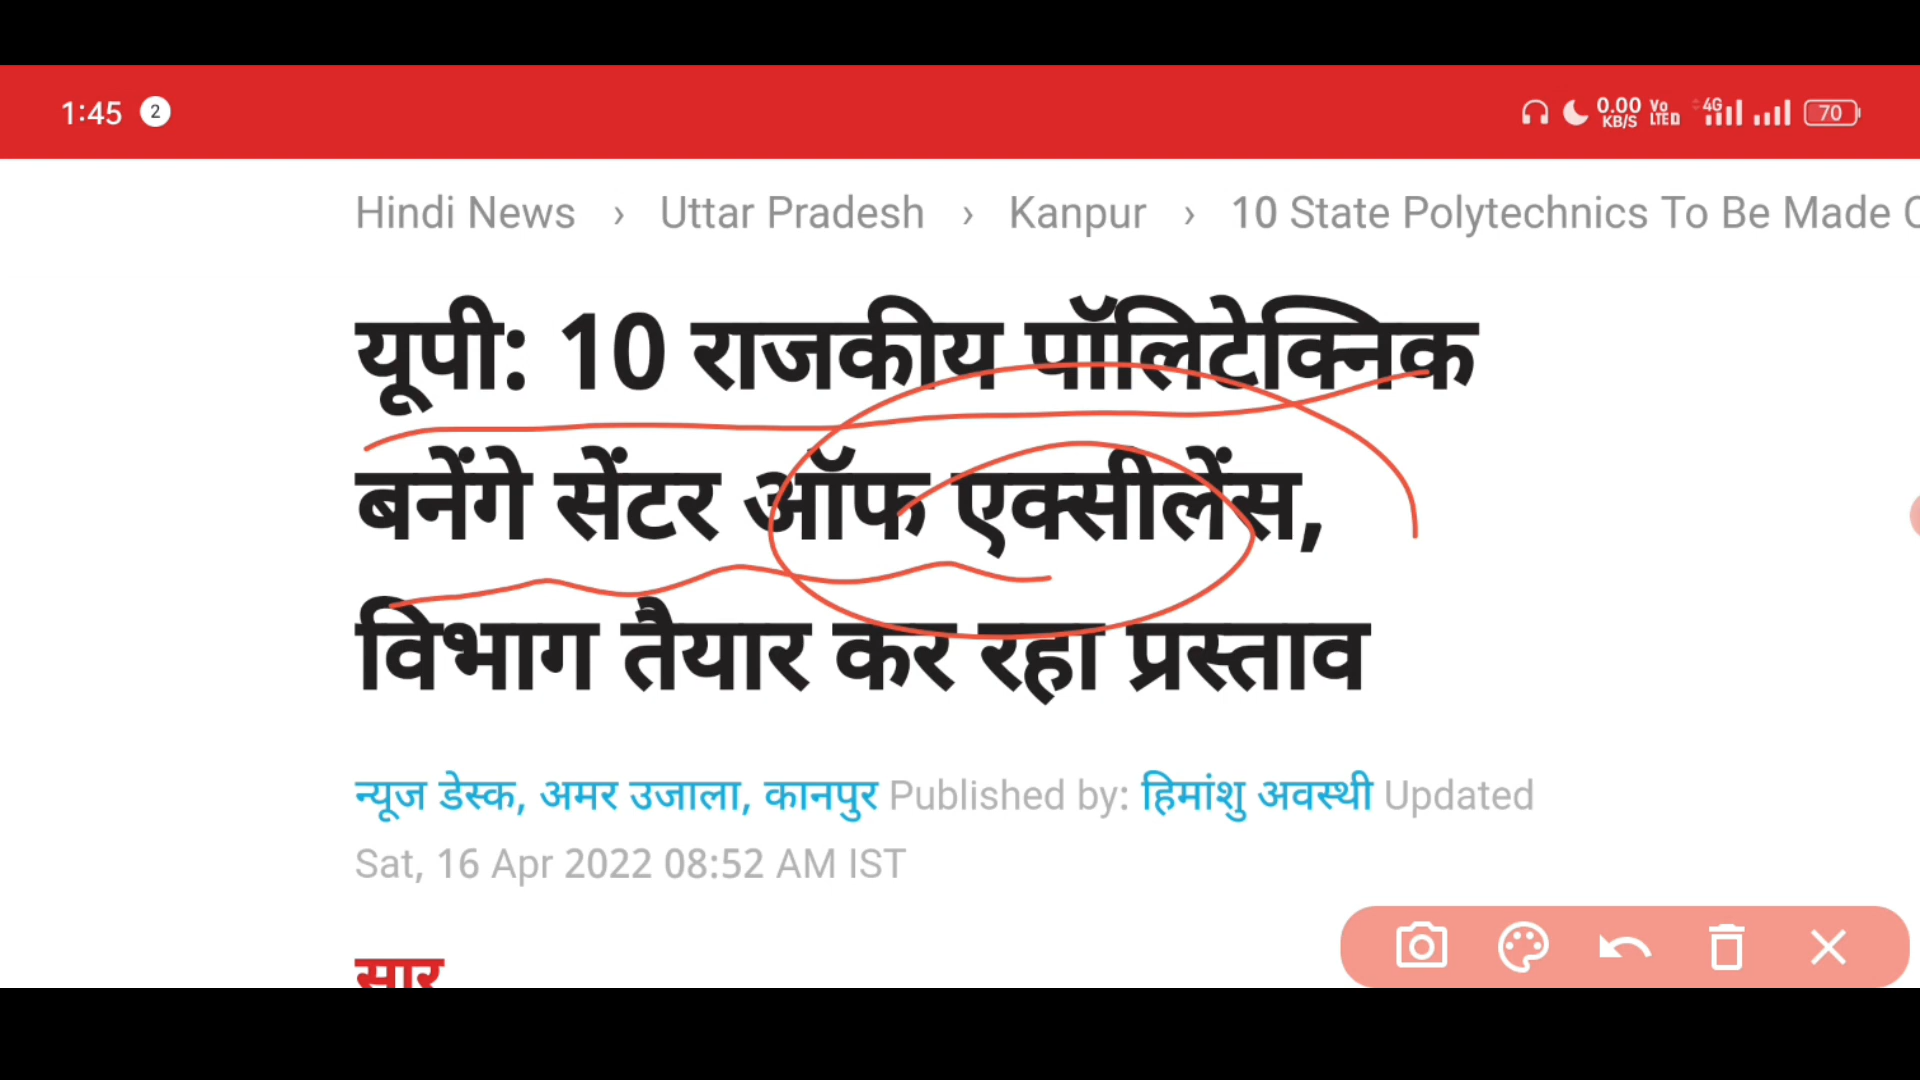 1:45 2 0.00 KB/S Vo LTE D 4G 70
Hindi News › Uttar Pradesh › Kanpur › 10 State Polytechnics To Be Made
यूपी: 10 राजकीय पॉलिटेक्निक
बनेंगे सेंटर ऑफ एक्सीलेंस,
विभाग तैयार कर रहा प्रस्ताव
न्यूज डेस्क, अमर उजाला, कानपुर Published by: हिमांशु अवस्थी Updated
Sat, 16 Apr 2022 08:52 AM IST
सार